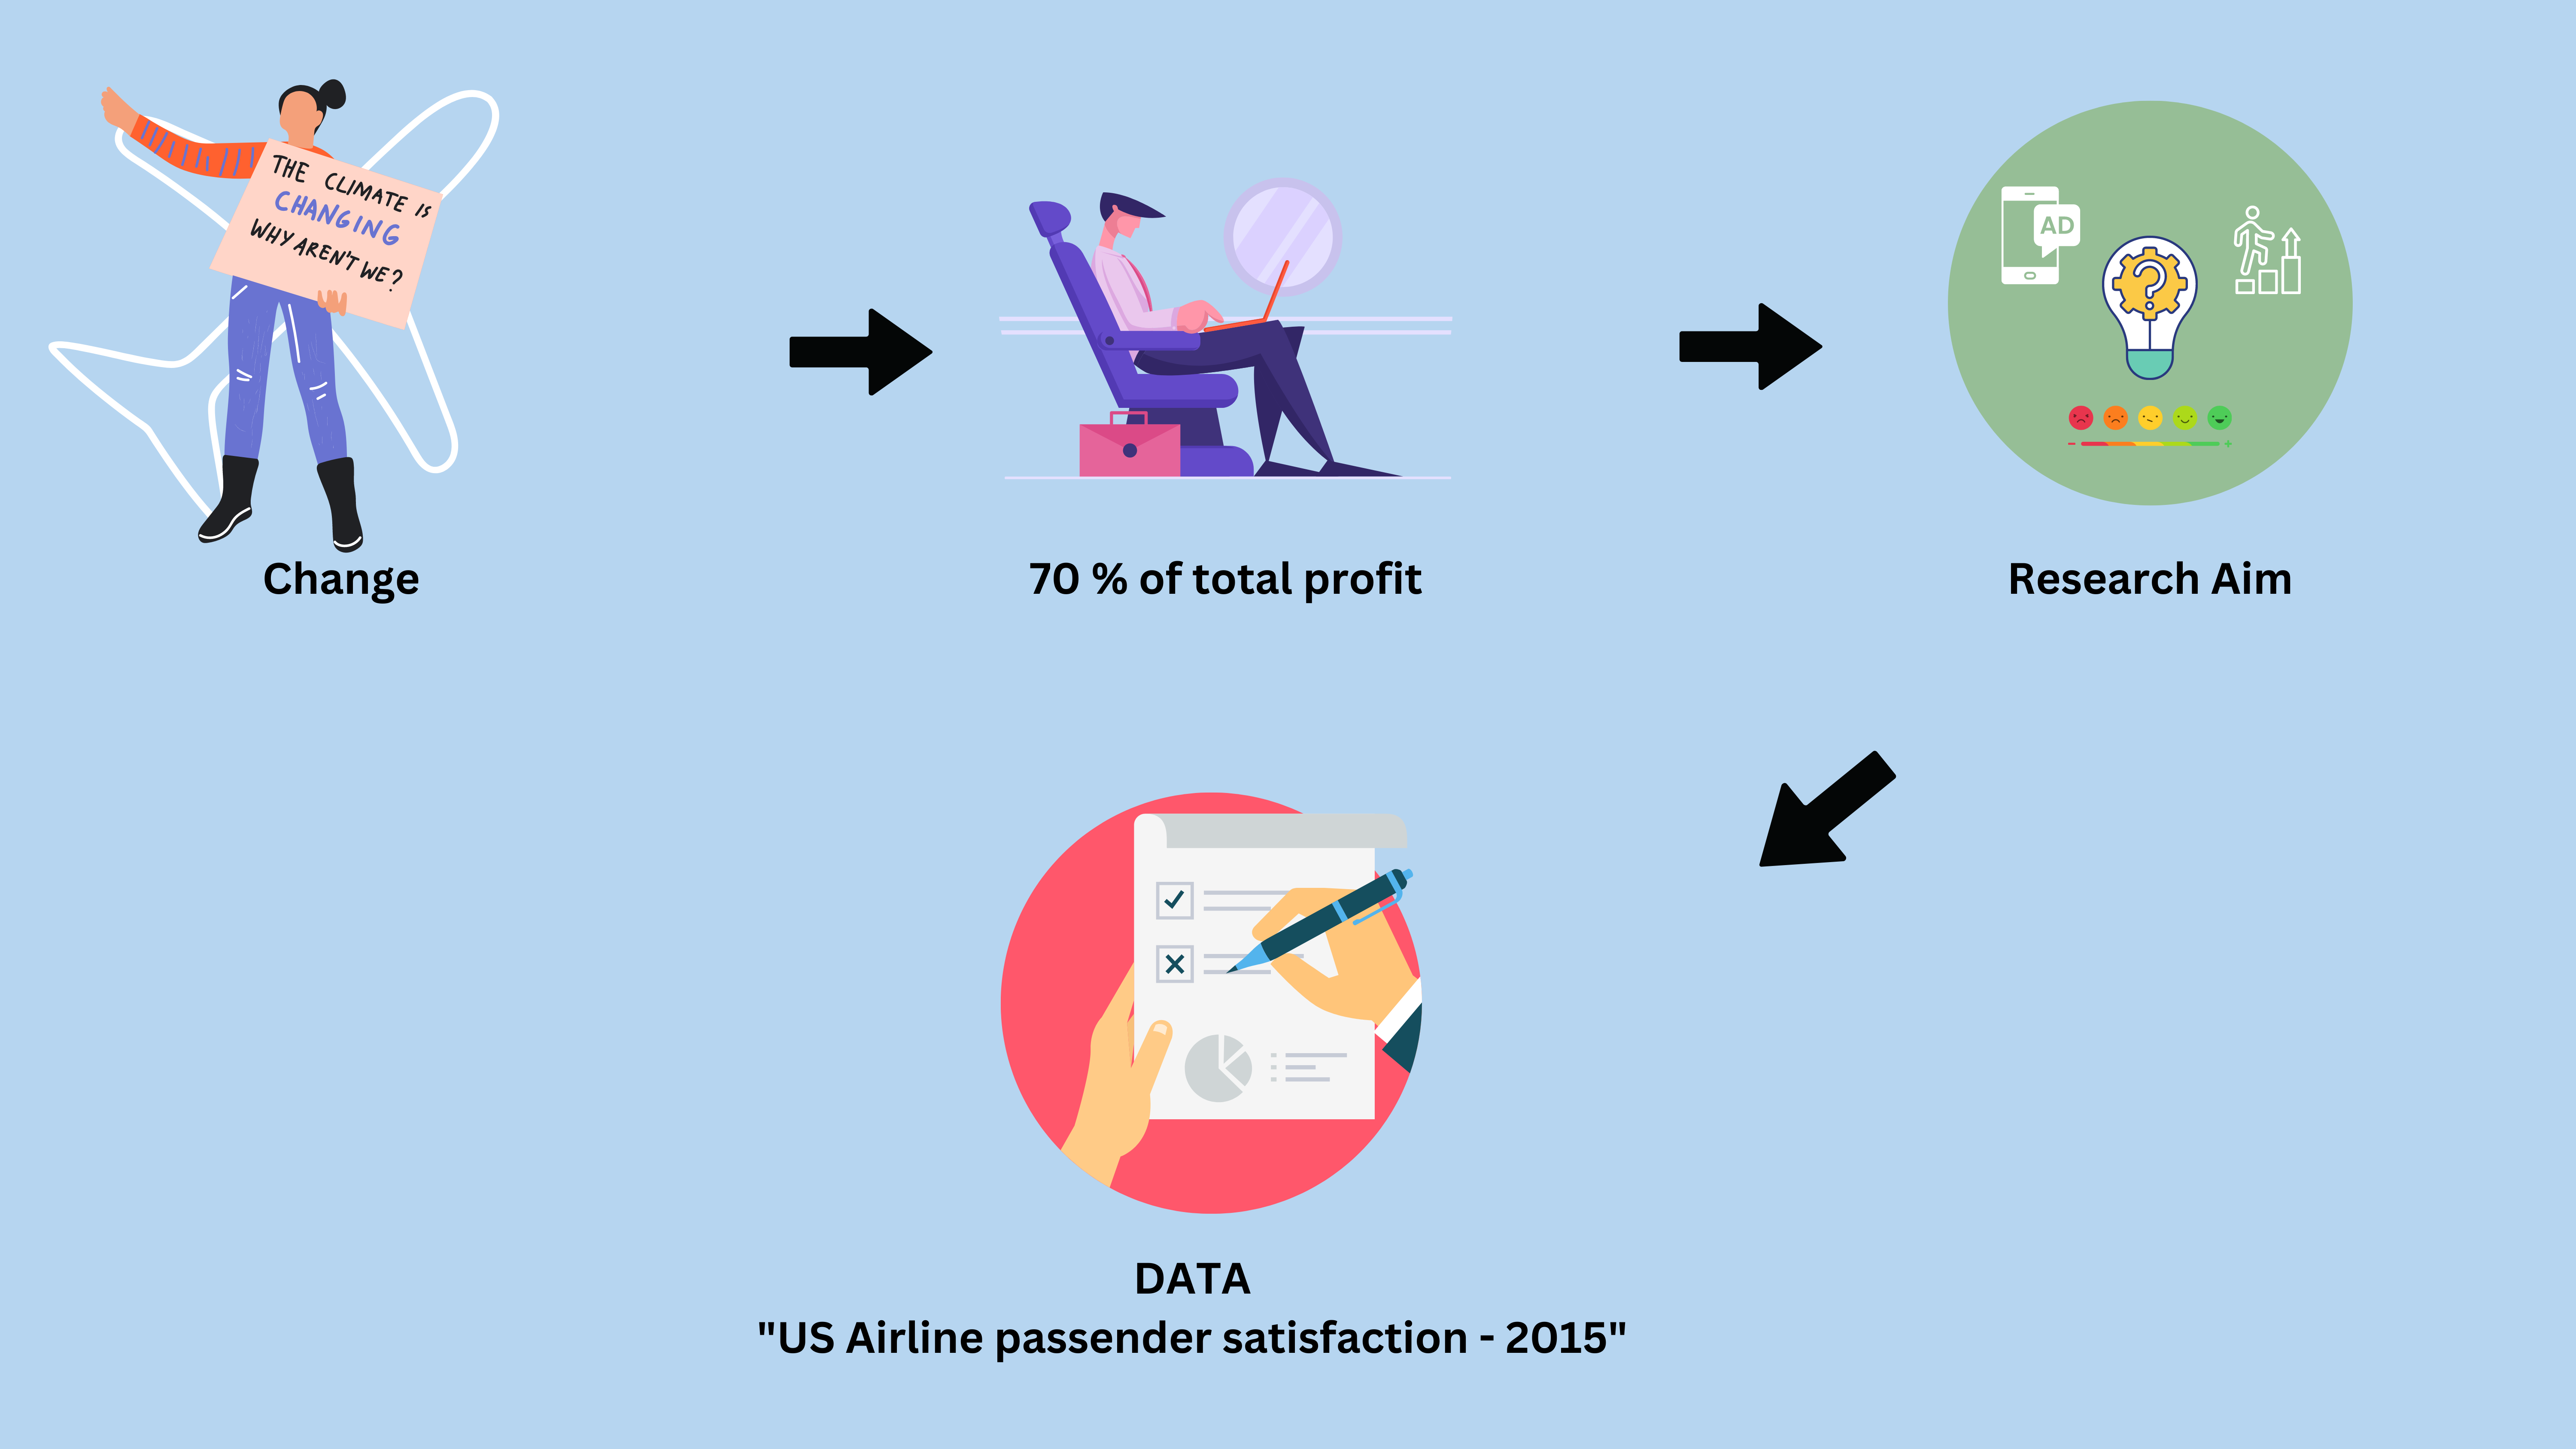 THE CLIMATE IS
CHANGING
WHY AREN'T WE?
AD
Change
70 % of total profit
Research Aim
DATA
"US Airline passender satisfaction - 2015"